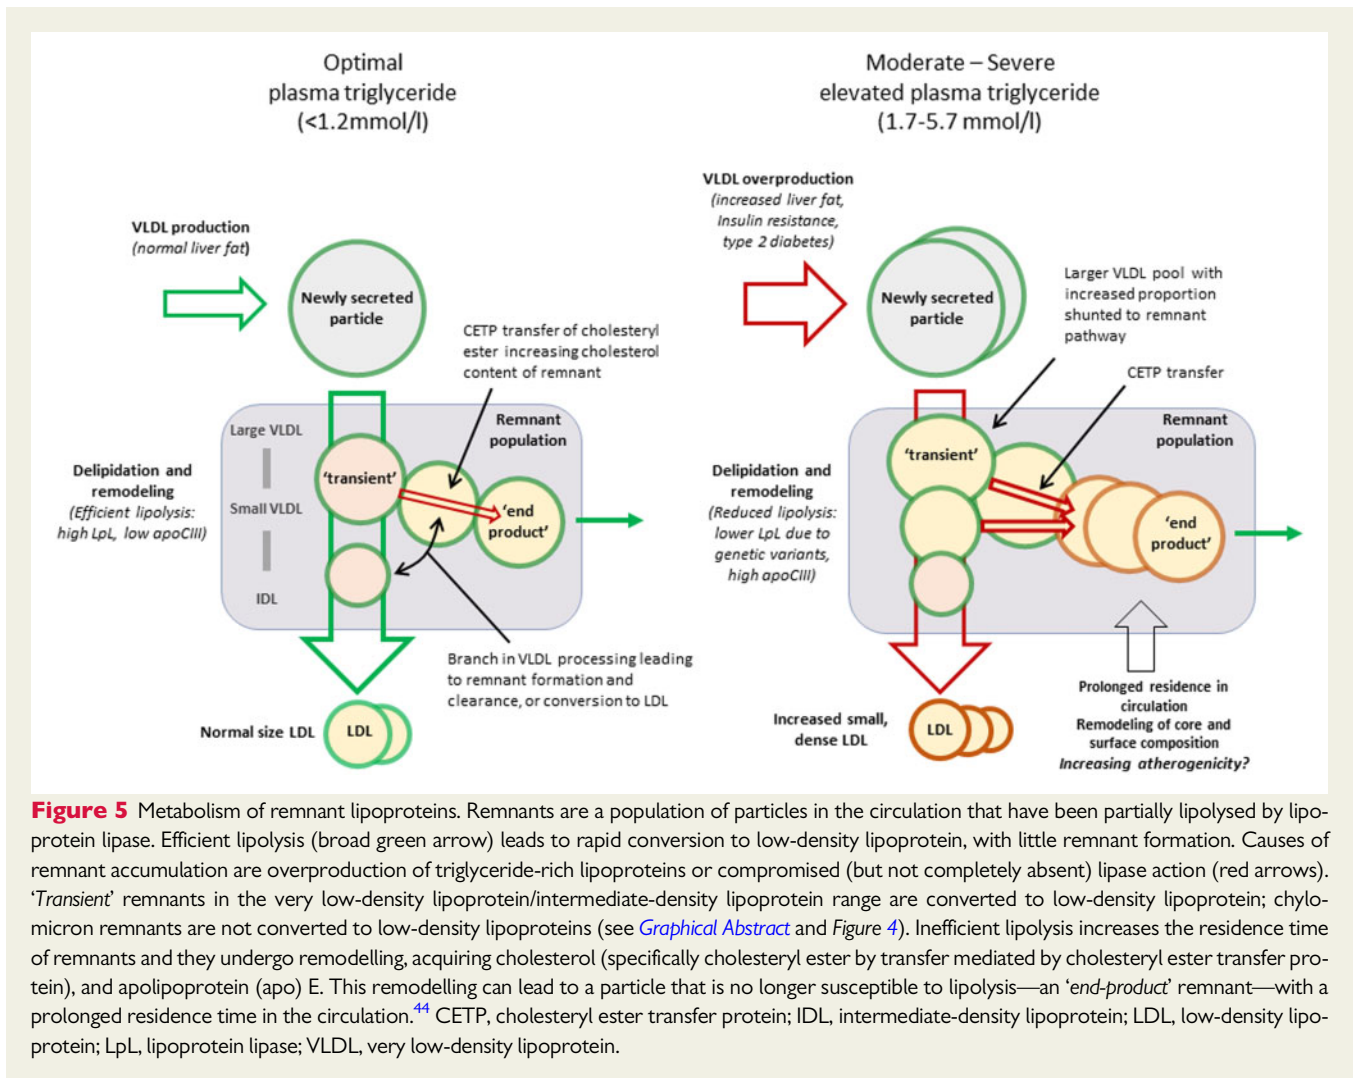 Optimal
plasma triglyceride
(<1.2mmol/l)
VLDL production
(normal liver fat)
Newly secreted
particle
CETP transfer of cholesteryl
ester increasing cholesterol
content of remnant
Remnant
population
Large VLDL
Small VLDL
IDL
Delipidation and
remodeling
(Efficient lipolysis:
high LpL, low apoCIII)
'transient'
'end
product'
Branch in VLDL processing leading
to remnant formation and
clearance, or conversion to LDL
Normal size LDL
LDL
Moderate – Severe
elevated plasma triglyceride
(1.7-5.7 mmol/l)
VLDL overproduction
(increased liver fat,
Insulin resistance,
type 2 diabetes)
Newly secreted
particle
Larger VLDL pool with
increased proportion
shunted to remnant
pathway
CETP transfer
Remnant
population
Delipidation and
remodeling
(Reduced lipolysis:
lower LpL due to
genetic variants,
high apoCIII)
'transient'
'end
product'
Increased small,
dense LDL
LDL
Prolonged residence in
circulation
Remodeling of core and
surface composition
Increasing atherogenicity?
Figure 5 Metabolism of remnant lipoproteins. Remnants are a population of particles in the circulation that have been partially lipolysed by lipo-
protein lipase. Efficient lipolysis (broad green arrow) leads to rapid conversion to low-density lipoprotein, with little remnant formation. Causes of
remnant accumulation are overproduction of triglyceride-rich lipoproteins or compromised (but not completely absent) lipase action (red arrows).
'Transient' remnants in the very low-density lipoprotein/intermediate-density lipoprotein range are converted to low-density lipoprotein; chylo-
micron remnants are not converted to low-density lipoproteins (see Graphical Abstract and Figure 4). Inefficient lipolysis increases the residence time
of remnants and they undergo remodelling, acquiring cholesterol (specifically cholesteryl ester by transfer mediated by cholesteryl ester transfer pro-
tein), and apolipoprotein (apo) E. This remodelling can lead to a particle that is no longer susceptible to lipolysis—an 'end-product' remnant—with a
prolonged residence time in the circulation.44 CETP, cholesteryl ester transfer protein; IDL, intermediate-density lipoprotein; LDL, low-density lipo-
protein; LpL, lipoprotein lipase; VLDL, very low-density lipoprotein.